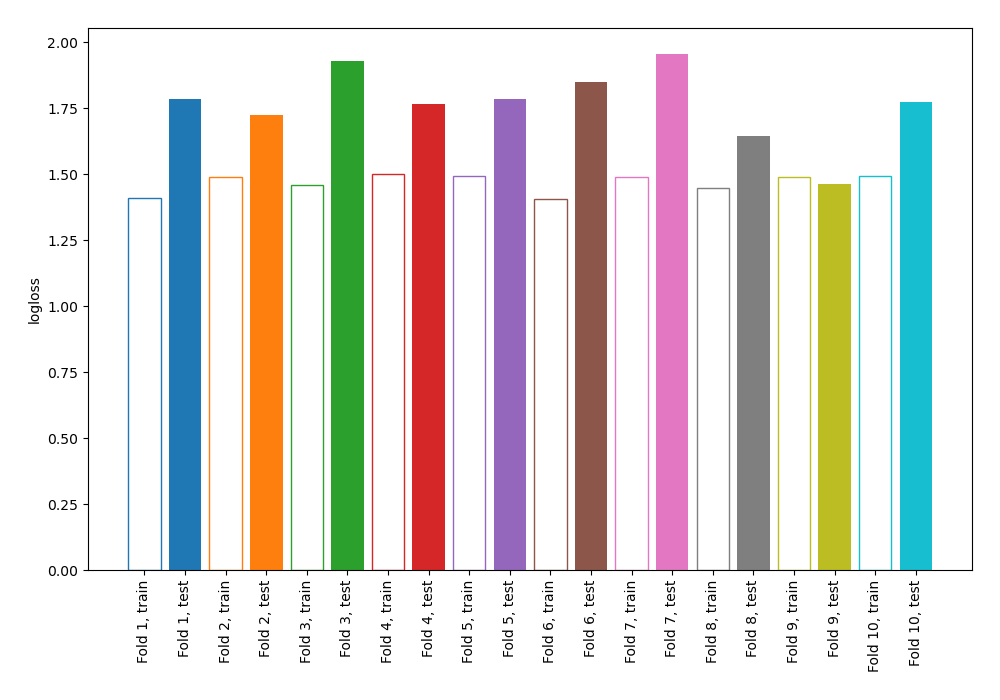 2.00
1.75
1.50
1.25
1.00
0.75
0.50
0.25
0.00
logloss
Fold 1, train
Fold 1, test
Fold 2, train
Fold 2, test
Fold 3, train
Fold 3, test
Fold 4, train
Fold 4, test
Fold 5, train
Fold 5, test
Fold 6, train
Fold 6, test
Fold 7, train
Fold 7, test
Fold 8, train
Fold 8, test
Fold 9, train
Fold 9, test
Fold 10, train
Fold 10, test